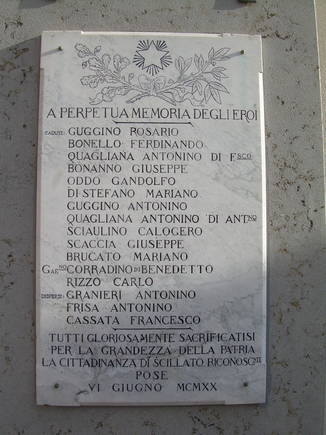 A PERPETUA MEMORIA DEGLI EROI
CADUTI: GUGGINO ROSARIO
BONELLO FERDINANDO
QUAGLIANA ANTONINO DI Fsco
BONANNO GIUSEPPE
ODDO GANDOLFO
DI STEFANO MARIANO
GUGGINO ANTONINO
QUAGLIANA ANTONINO DI ANTno
SCIAULINO CALOGERO
SCACCIA GIUSEPPE
BRUCATO MARIANO
CORRADINO DI BENEDETTO
RIZZO CARLO
DISPERSI: GRANIERI ANTONINO
FRISA ANTONINO
CASSATA FRANCESCO
TUTTI GLORIOSAMENTE SACRIFICATISI
PER LA GRANDEZZA DELLA PATRIA
LA CITTADINANZA DI SCILLATO RICONOSCnte
POSE
VI GIUGNO MCMXX